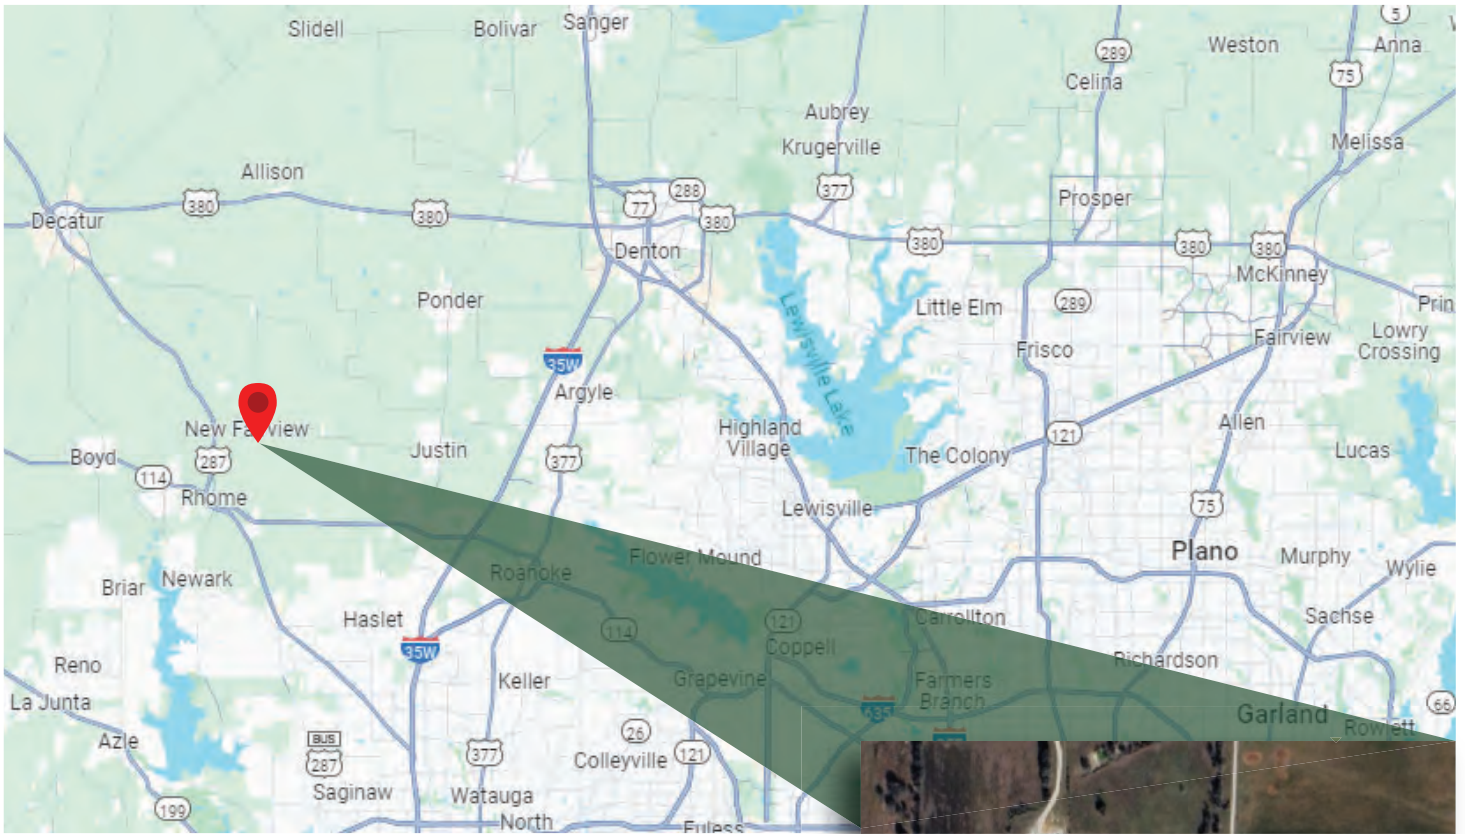 Slidell
Bolivar
Sanger
5
289
Weston
Anna
75
Celina
Aubrey
Krugerville
Melissa
Allison
380
Decatur
380
77
288
380
377
Prosper
380
380
380
Denton
McKinney
Ponder
Little Elm
289
Prin
Lewisville Lake
Fairview
Lowry
Crossing
Frisco
35W
Argyle
New Fairview
Highland
Village
Allen
121
Boyd
287
Justin
377
The Colony
Lucas
114
Rhome
Lewisville
75
Plano
Murphy
Wylie
Flower Mound
Roanoke
Briar
Newark
Haslet
114
121
Carrollton
Sachse
35W
Coppell
Reno
Keller
Grapevine
Farmers
Branch
Richardson
La Junta
635
Garland
66
Rowlett
Azle
BUS
287
377
26
Colleyville
121
Saginaw
Watauga
199
North
Euless